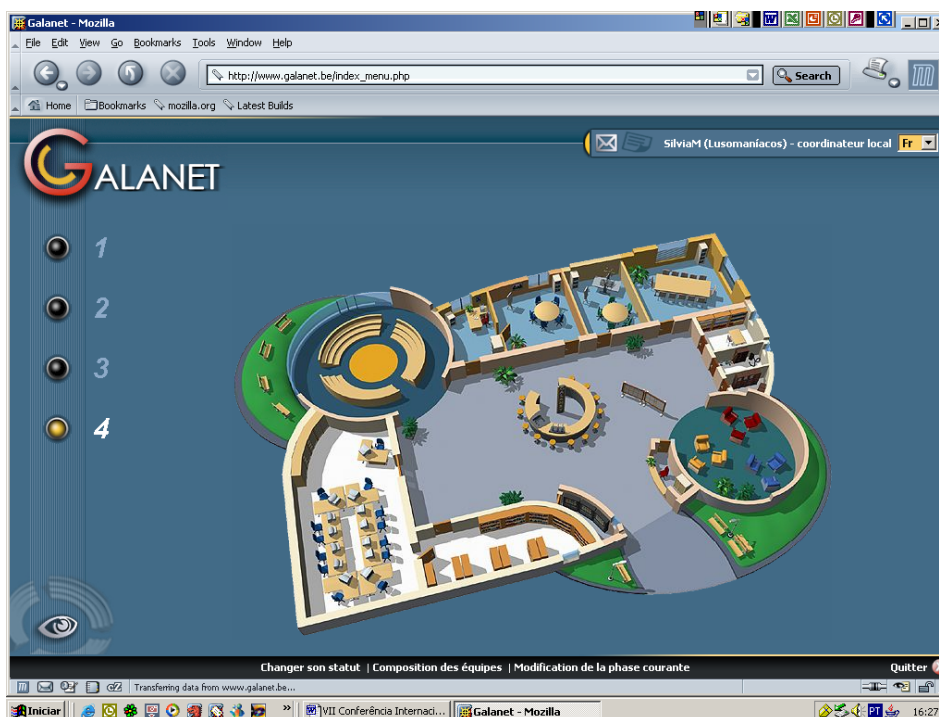 Galanet - Mozilla
File Edit View Go Bookmarks Tools Window Help
http://www.galanet.be/index_menu.php Search
Home Bookmarks mozilla.org Latest Builds
SilviaM (Lusomaníacos) - coordinateur local Fr
GALANET
1
2
3
4
Changer son statut | Composition des équipes | Modification de la phase courante Quitter
Transferring data from www.galanet.be...
Iniciar » VII Conferência Internaci... Galanet - Mozilla PT 16:27